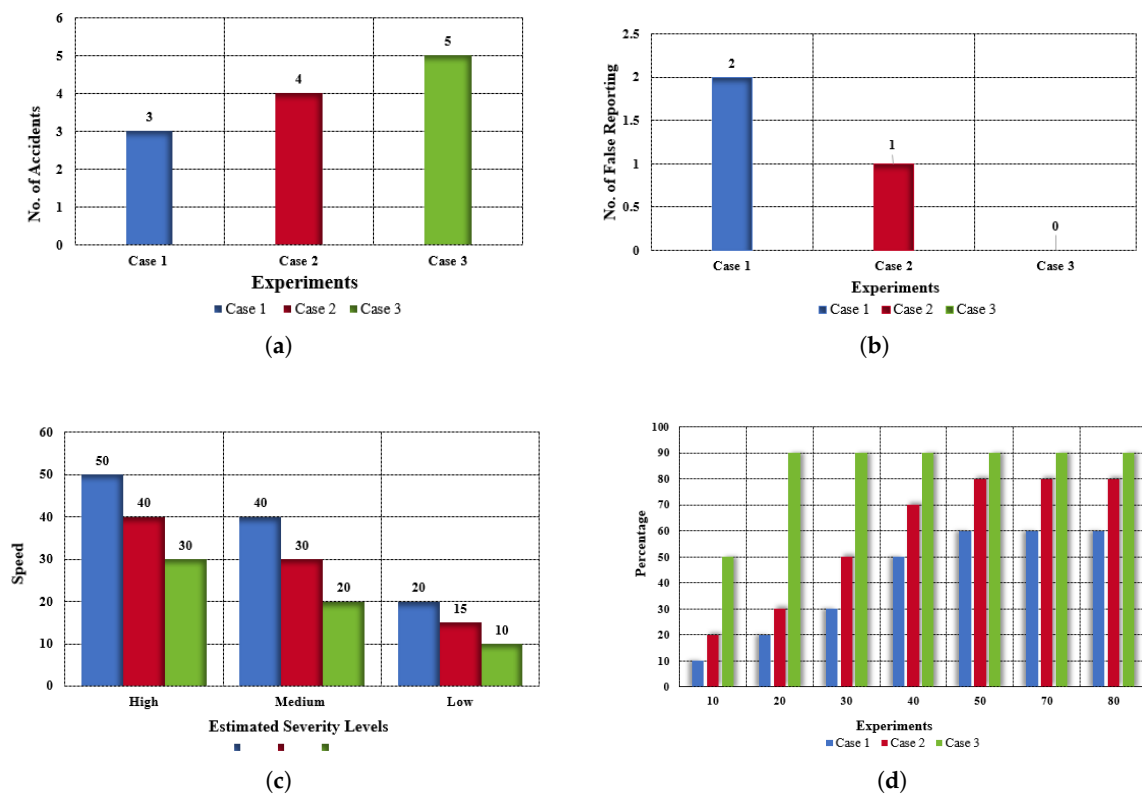 No. of Accidents
6
5
4
3
2
1
0
3
4
5
Case 1 Case 2 Case 3
Experiments
Case 1 Case 2 Case 3
(a)
No. of False Reporting
2.5
2
1.5
1
0.5
0
2
1
0
Case 1 Case 2 Case 3
Experiments
Case 1 Case 2 Case 3
(b)
Speed
60
50
40
30
20
10
0
50 40 30
40 30 20
20 15 10
High Medium Low
Estimated Severity Levels
(c)
Percentage
100
90
80
70
60
50
40
30
20
10
0
10 20 30 40 50 70 80
Experiments
Case 1 Case 2 Case 3
(d)